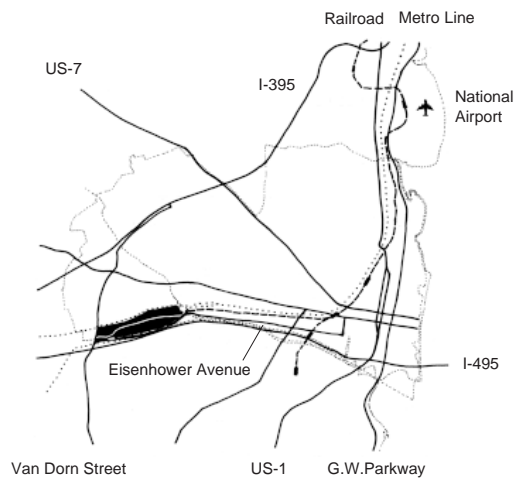 Railroad Metro Line
US-7
I-395
National
Airport
Eisenhower Avenue
I-495
Van Dorn Street US-1 G.W.Parkway